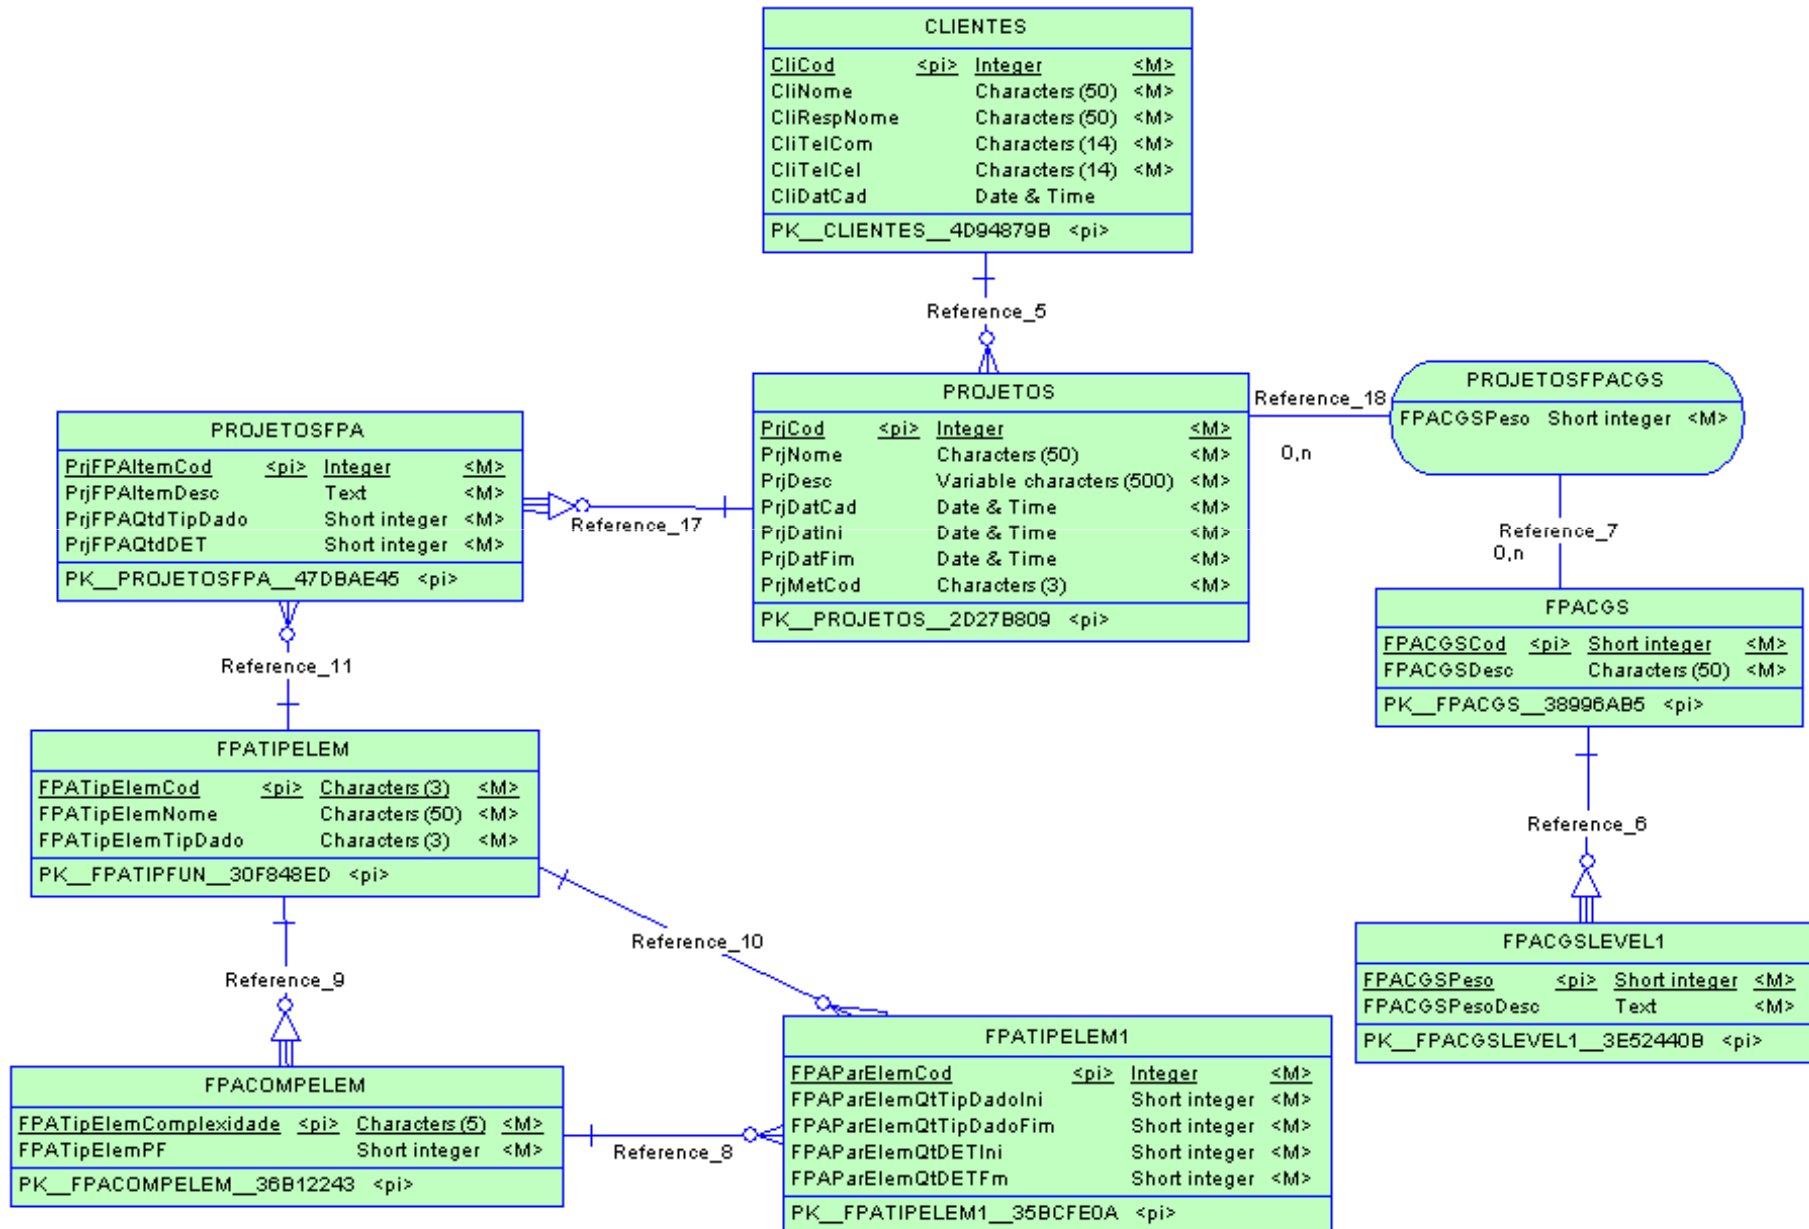 CLIENTES
CliCod <pi> Integer <M>
CliNome Characters (50) <M>
CliRespNome Characters (50) <M>
CliTelCom Characters (14) <M>
CliTelCel Characters (14) <M>
CliDatCad Date & Time
PK__CLIENTES__4D94879B <pi>
Reference_5
PROJETOS
PrjCod <pi> Integer <M>
PrjNome Characters (50) <M>
PrjDesc Variable characters (500) <M>
PrjDatCad Date & Time <M>
PrjDatIni Date & Time <M>
PrjDatFim Date & Time <M>
PrjMetCod Characters (3) <M>
PK__PROJETOS__2D27B809 <pi>
Reference_18
0,n
PROJETOSFPACGS
FPACGSPeso Short integer <M>
Reference_7
0,n
PROJETOSFPA
PrjFPAItemCod <pi> Integer <M>
PrjFPAItemDesc Text <M>
PrjFPAQtdTipDado Short integer <M>
PrjFPAQtdDET Short integer <M>
PK__PROJETOSFPA__47DBAE45 <pi>
Reference_17
Reference_11
FPACGS
FPACGSCod <pi> Short integer <M>
FPACGSDesc Characters (50) <M>
PK__FPACGS__38996AB5 <pi>
Reference_6
FPATIPELEM
FPATipElemCod <pi> Characters (3) <M>
FPATipElemNome Characters (50) <M>
FPATipElemTipDado Characters (3) <M>
PK__FPATIPFUN__30F848ED <pi>
Reference_10
Reference_9
FPACGSLEVEL1
FPACGSPeso <pi> Short integer <M>
FPACGSPesoDesc Text <M>
PK__FPACGSLEVEL1__3E52440B <pi>
FPACOMPELEM
FPATipElemComplexidade <pi> Characters (5) <M>
FPATipElemPF Short integer <M>
PK__FPACOMPELEM__36B12243 <pi>
Reference_8
FPATIPELEM1
FPAParElemCod <pi> Integer <M>
FPAParElemQtTipDadoIni Short integer <M>
FPAParElemQtTipDadoFim Short integer <M>
FPAParElemQtDETIni Short integer <M>
FPAParElemQtDETFm Short integer <M>
PK__FPATIPELEM1__35BCFE0A <pi>